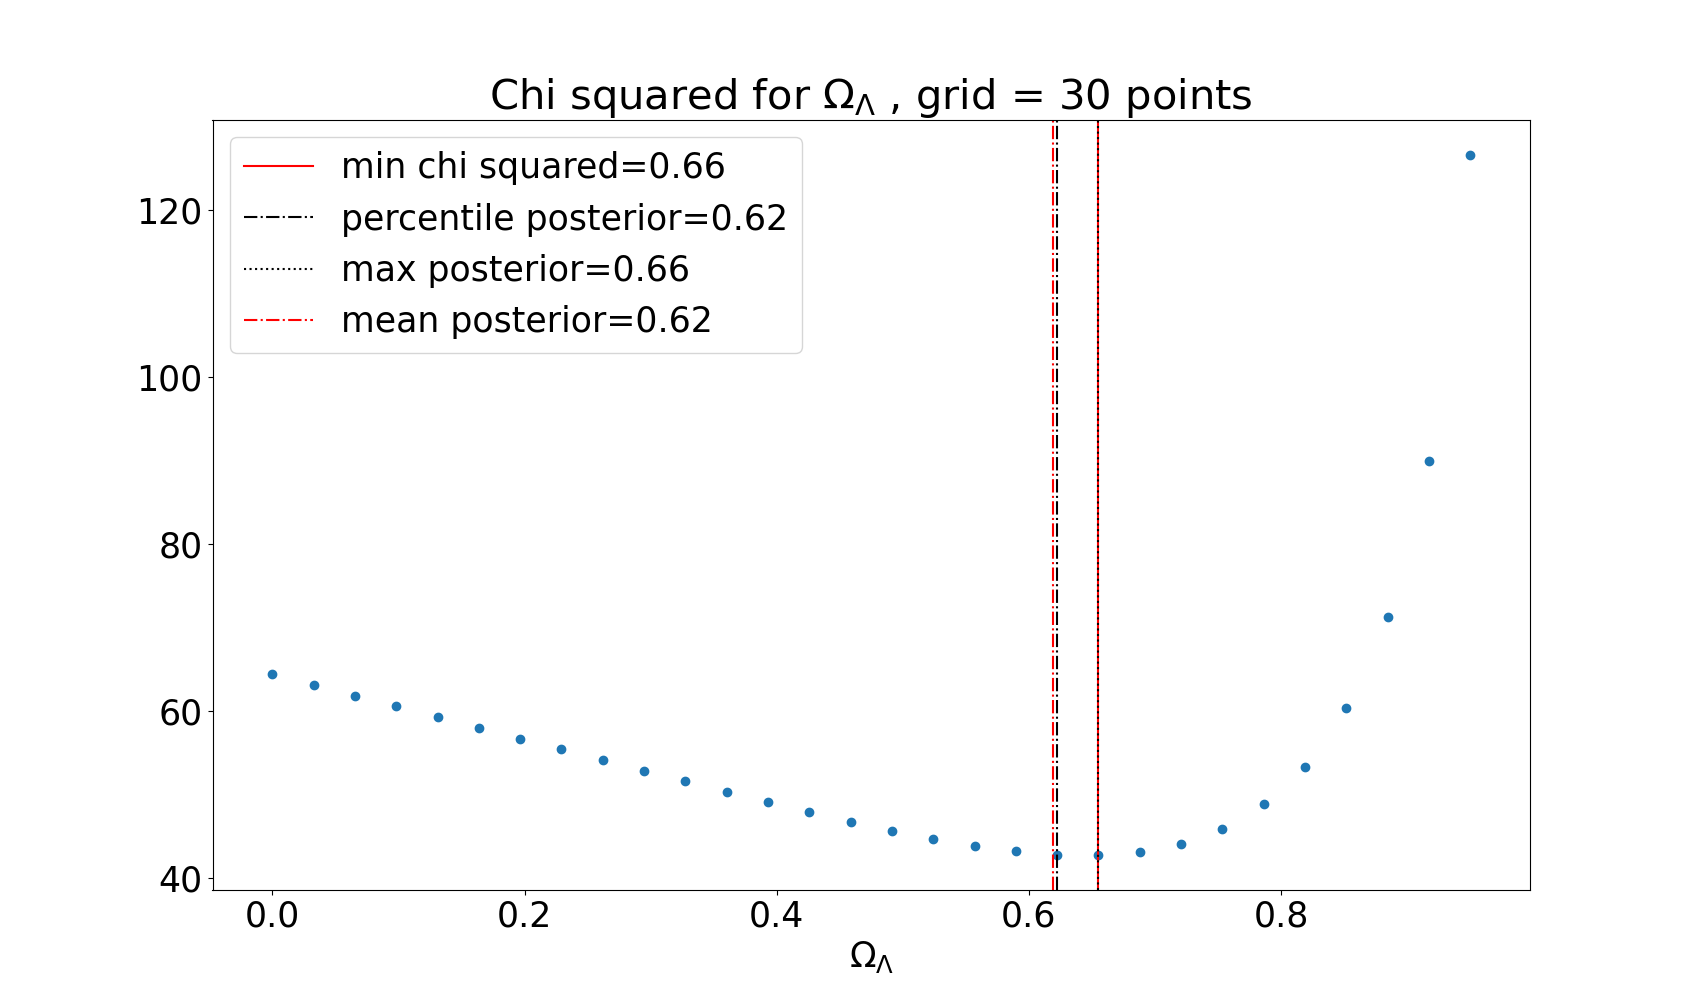 Chi squared for Ω_Λ , grid = 30 points
min chi squared=0.66
percentile posterior=0.62
max posterior=0.66
mean posterior=0.62
120
100
80
60
40
0.0 0.2 0.4 0.6 0.8
Ω_Λ